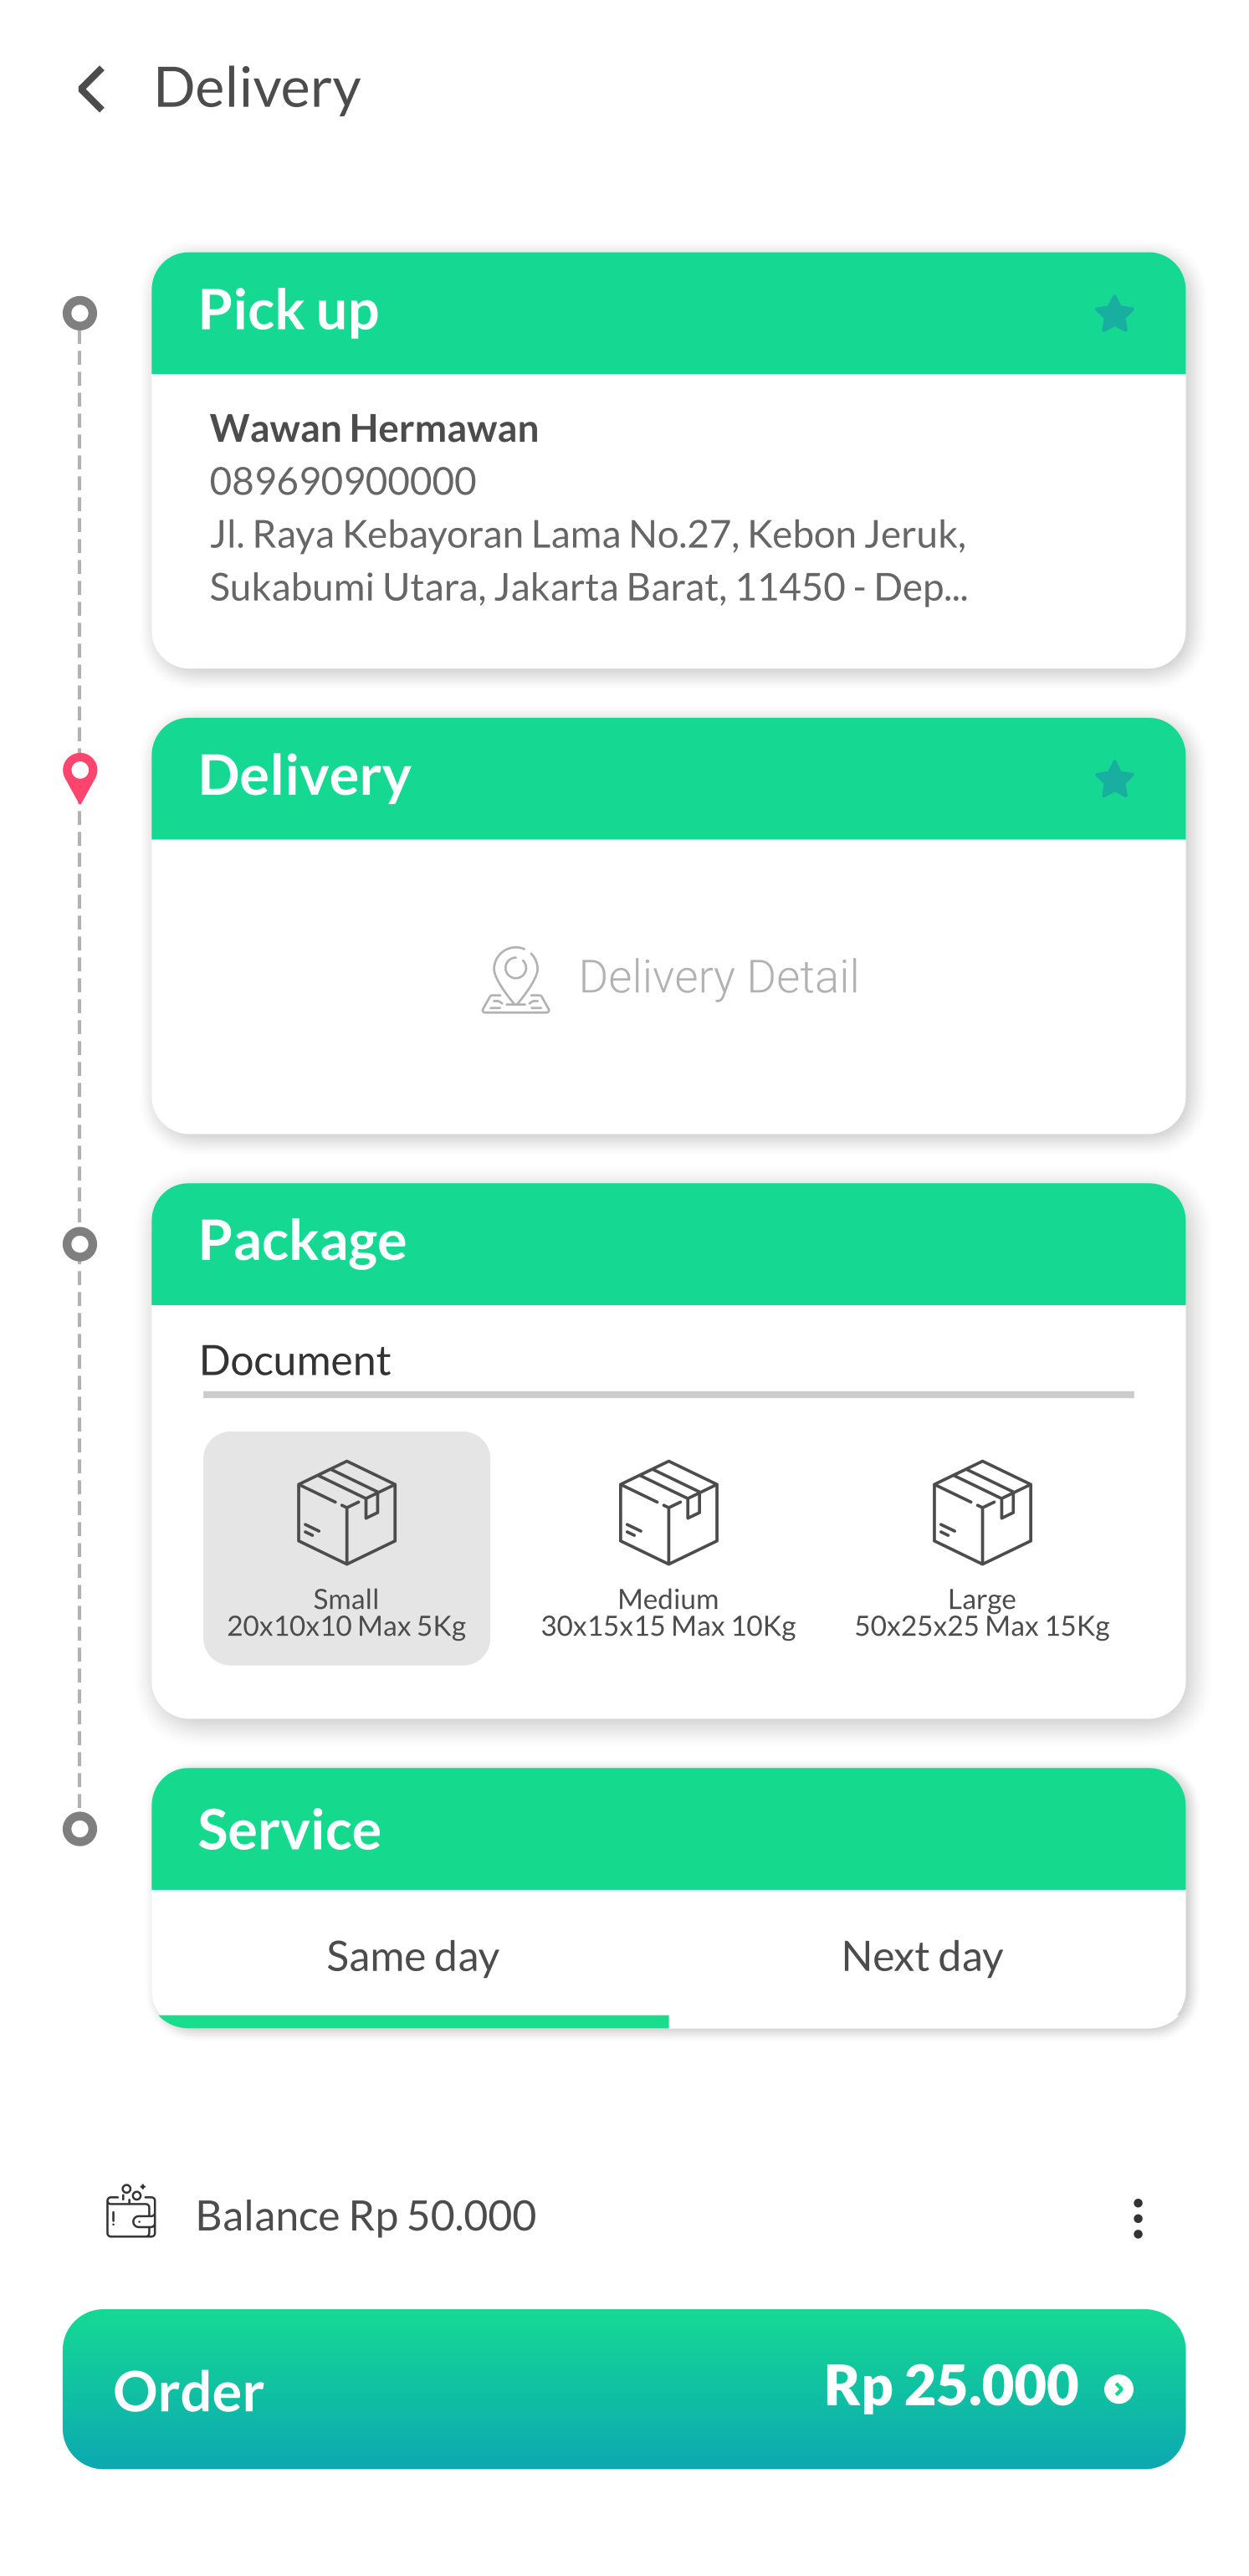 Delivery
Pick up
Wawan Hermawan
089690900000
Jl. Raya Kebayoran Lama No.27, Kebon Jeruk,
Sukabumi Utara, Jakarta Barat, 11450 - Dep...
Delivery
Delivery Detail
Package
Document
Small
20x10x10 Max 5Kg
Medium
30x15x15 Max 10Kg
Large
50x25x25 Max 15Kg
Service
Same day
Next day
Balance Rp 50.000
Order
Rp 25.000